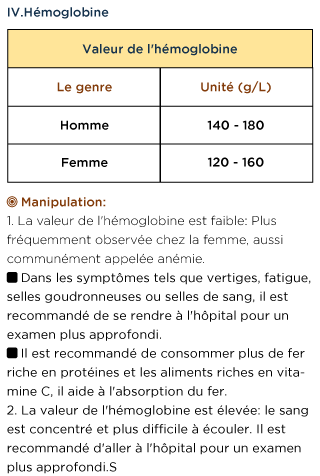 IV.Hémoglobine
Valeur de l'hémoglobine
Le genre Unité (g/L)
Homme 140 - 180
Femme 120 - 160
Manipulation:
1. La valeur de l'hémoglobine est faible: Plus
fréquemment observée chez la femme, aussi
communément appelée anémie.
Dans les symptômes tels que vertiges, fatigue,
selles goudronneuses ou selles de sang, il est
recommandé de se rendre à l'hôpital pour un
examen plus approfondi.
Il est recommandé de consommer plus de fer
riche en protéines et les aliments riches en vita-
mine C, il aide à l'absorption du fer.
2. La valeur de l'hémoglobine est élevée: le sang
est concentré et plus difficile à écouler. Il est
recommandé d'aller à l'hôpital pour un examen
plus approfondi.S